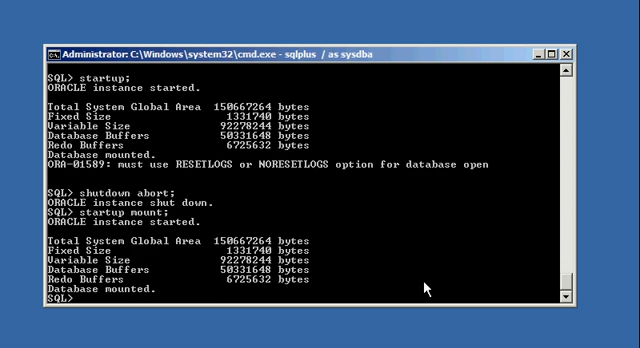 Administrator: C:\Windows\system32\cmd.exe - sqlplus / as sysdba
SQL> startup;
ORACLE instance started.
Total System Global Area 150667264 bytes
Fixed Size 1331740 bytes
Variable Size 92278244 bytes
Database Buffers 50331648 bytes
Redo Buffers 6725632 bytes
Database mounted.
ORA-01589: must use RESETLOGS or NORESETLOGS option for database open
SQL> shutdown abort;
ORACLE instance shut down.
SQL> startup mount;
ORACLE instance started.
Total System Global Area 150667264 bytes
Fixed Size 1331740 bytes
Variable Size 92278244 bytes
Database Buffers 50331648 bytes
Redo Buffers 6725632 bytes
Database mounted.
SQL>